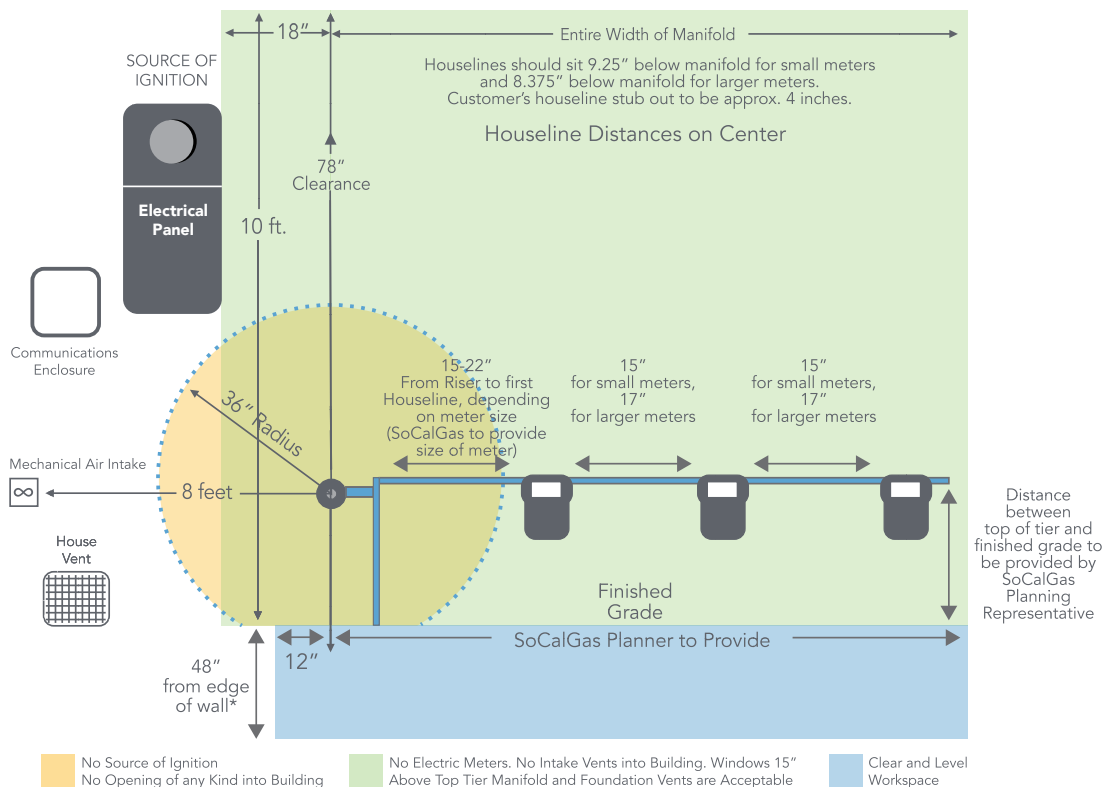 18“
Entire Width of Manifold
Houselines should sit 9.25” below manifold for small meters
and 8.375” below manifold for larger meters.
Customer’s houseline stub out to be approx. 4 inches.
Houseline Distances on Center
SOURCE OF
IGNITION
Electrical
Panel
78“
Clearance
10 ft.
Communications
Enclosure
36“ Radius
15-22”
From Riser to first
Houseline, depending
on meter size
(SoCalGas to provide
size of meter)
15”
for small meters,
17”
for larger meters
15”
for small meters,
17”
for larger meters
Mechanical Air Intake
8 feet
House
Vent
Distance
between
top of tier and
finished grade to
be provided by
SoCalGas
Planning
Representative
Finished
Grade
SoCalGas Planner to Provide
12”
48“
from edge
of wall*
No Source of Ignition
No Opening of any Kind into Building
No Electric Meters. No Intake Vents into Building. Windows 15”
Above Top Tier Manifold and Foundation Vents are Acceptable
Clear and Level
Workspace